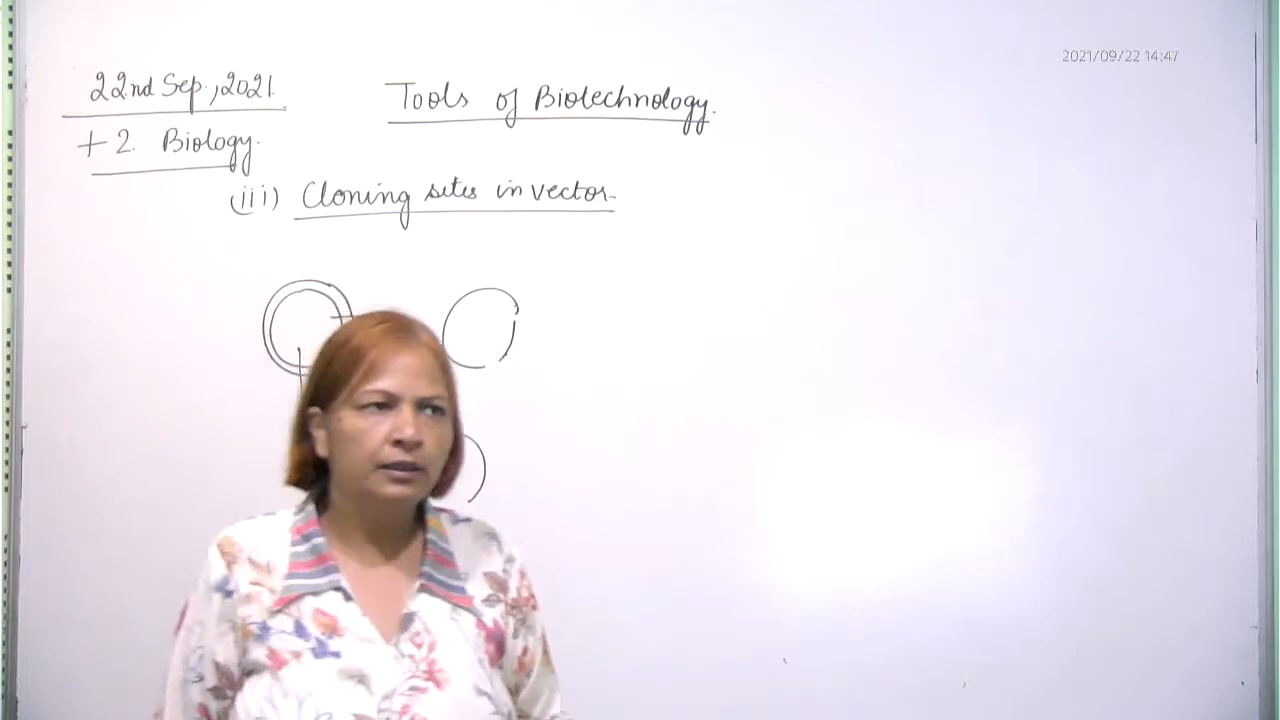 2021/09/22 14:47
22nd Sep., 2021.
Tools of Biotechnology.
+2. Biology.
(iii) Cloning sites in vector.